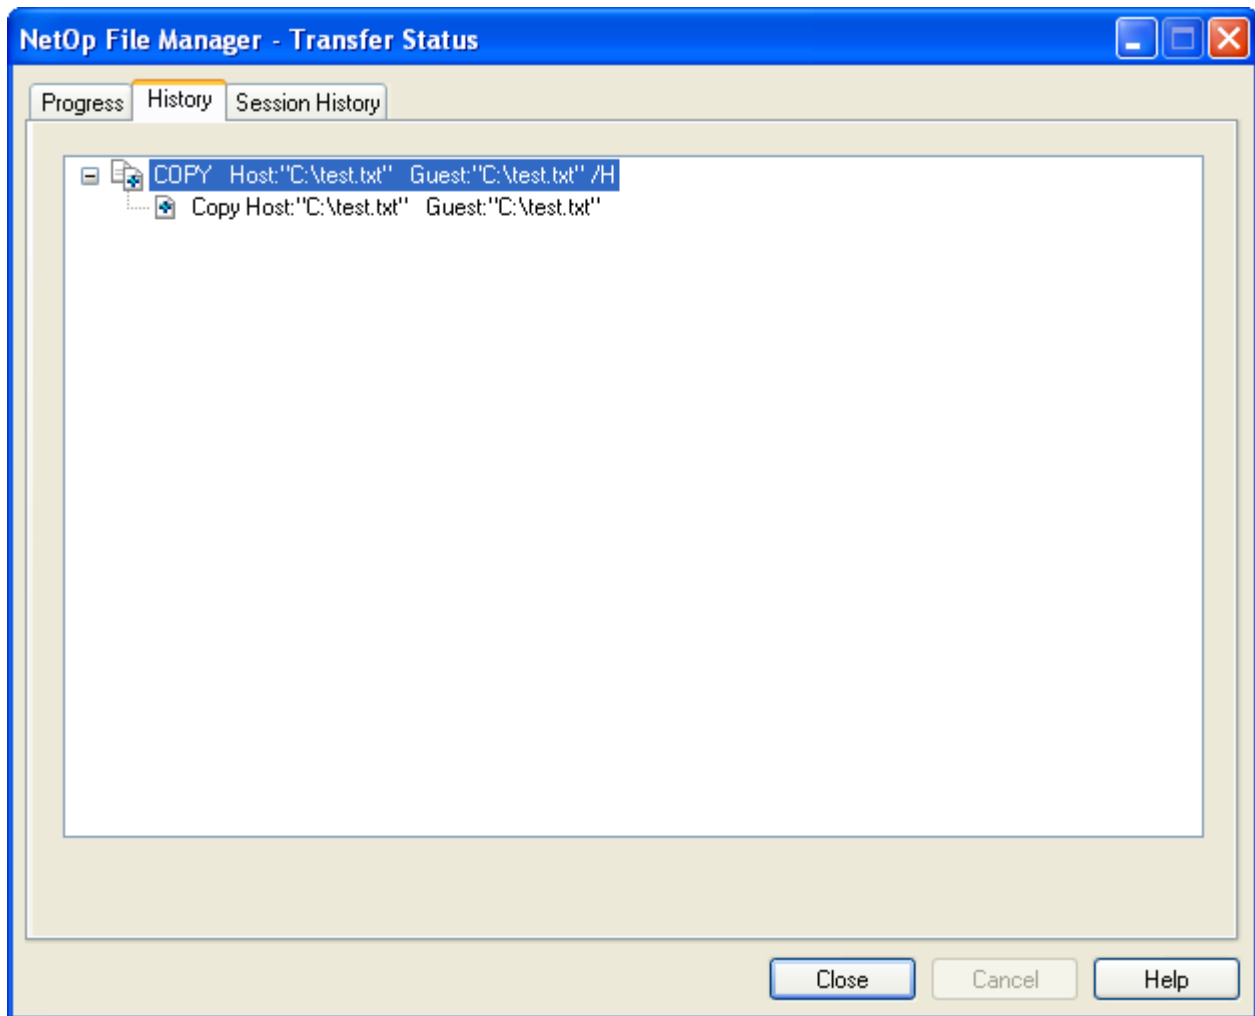 NetOp File Manager - Transfer Status
Progress History Session History
COPY Host:"C:\test.txt" Guest:"C:\test.txt" /H
Copy Host:"C:\test.txt" Guest:"C:\test.txt"
Close Cancel Help